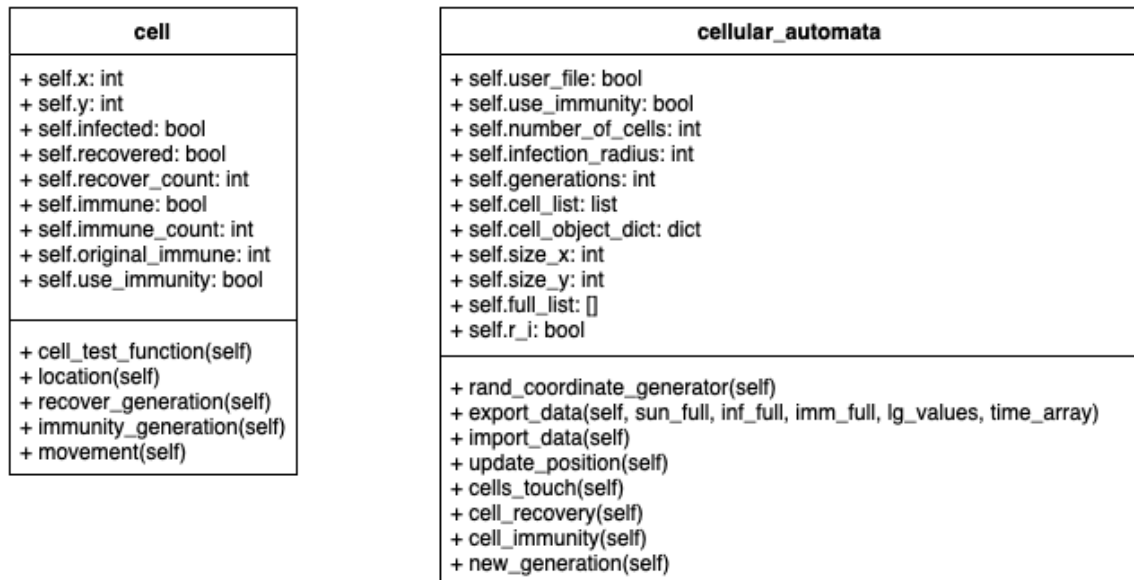 cell
+ self.x: int
+ self.y: int
+ self.infected: bool
+ self.recovered: bool
+ self.recover_count: int
+ self.immune: bool
+ self.immune_count: int
+ self.original_immune: int
+ self.use_immunity: bool
+ cell_test_function(self)
+ location(self)
+ recover_generation(self)
+ immunity_generation(self)
+ movement(self)
cellular_automata
+ self.user_file: bool
+ self.use_immunity: bool
+ self.number_of_cells: int
+ self.infection_radius: int
+ self.generations: int
+ self.cell_list: list
+ self.cell_object_dict: dict
+ self.size_x: int
+ self.size_y: int
+ self.full_list: []
+ self.r_i: bool
+ rand_coordinate_generator(self)
+ export_data(self, sun_full, inf_full, imm_full, lg_values, time_array)
+ import_data(self)
+ update_position(self)
+ cells_touch(self)
+ cell_recovery(self)
+ cell_immunity(self)
+ new_generation(self)